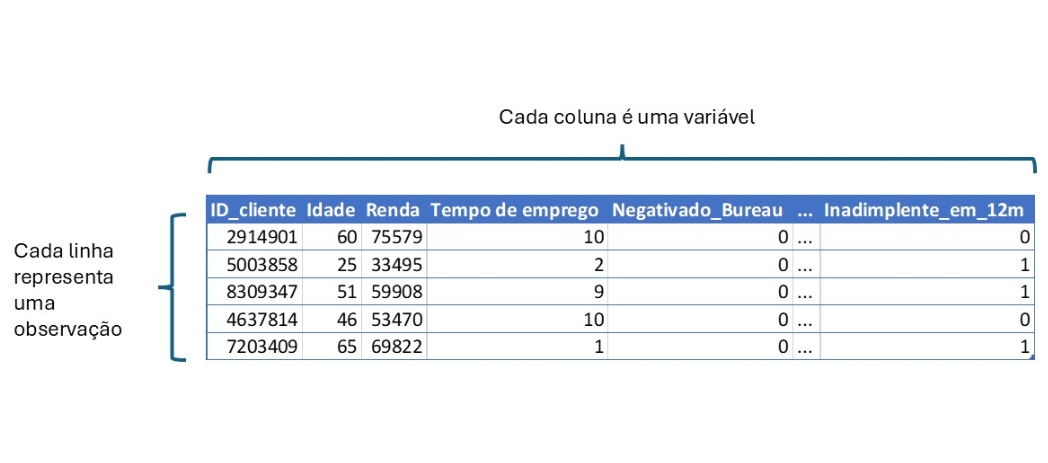 Cada coluna é uma variável
ID_cliente Idade Renda Tempo de emprego Negativado_Bureau ... Inadimplente_em_12m
2914901 60 75579 10 0 ... 0
5003858 25 33495 2 0 ... 1
8309347 51 59908 9 0 ... 1
4637814 46 53470 10 0 ... 0
7203409 65 69822 1 0 ... 1
Cada linha
representa
uma
observação